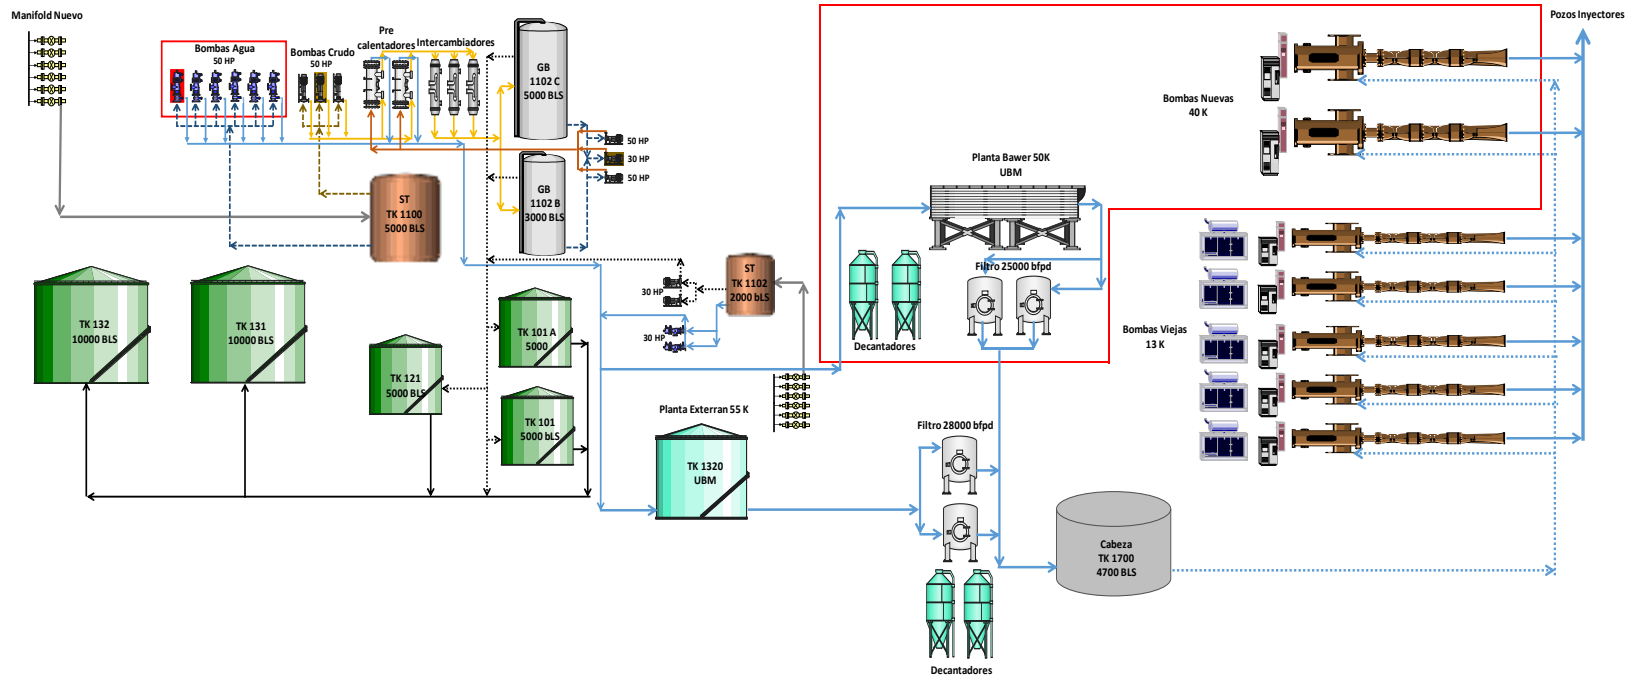 Manifold Nuevo
Bombas Agua
50 HP
Bombas Crudo
50 HP
Pre
calentadores
Intercambiadores
GB
1102 C
5000 BLS
50 HP
30 HP
50 HP
GB
1102 B
3000 BLS
ST
TK 1100
5000 BLS
Pozos Inyectores
Bombas Nuevas
40 K
Planta Bawer 50K
UBM
Filtro 25000 bfpd
Decantadores
ST
TK 1102
2000 bLS
30 HP
30 HP
TK 132
10000 BLS
TK 131
10000 BLS
TK 101 A
5000
TK 121
5000 BLS
TK 101
5000 bLS
Bombas Viejas
13 K
Planta Exterran 55 K
TK 1320
UBM
Filtro 28000 bfpd
Cabeza
TK 1700
4700 BLS
Decantadores